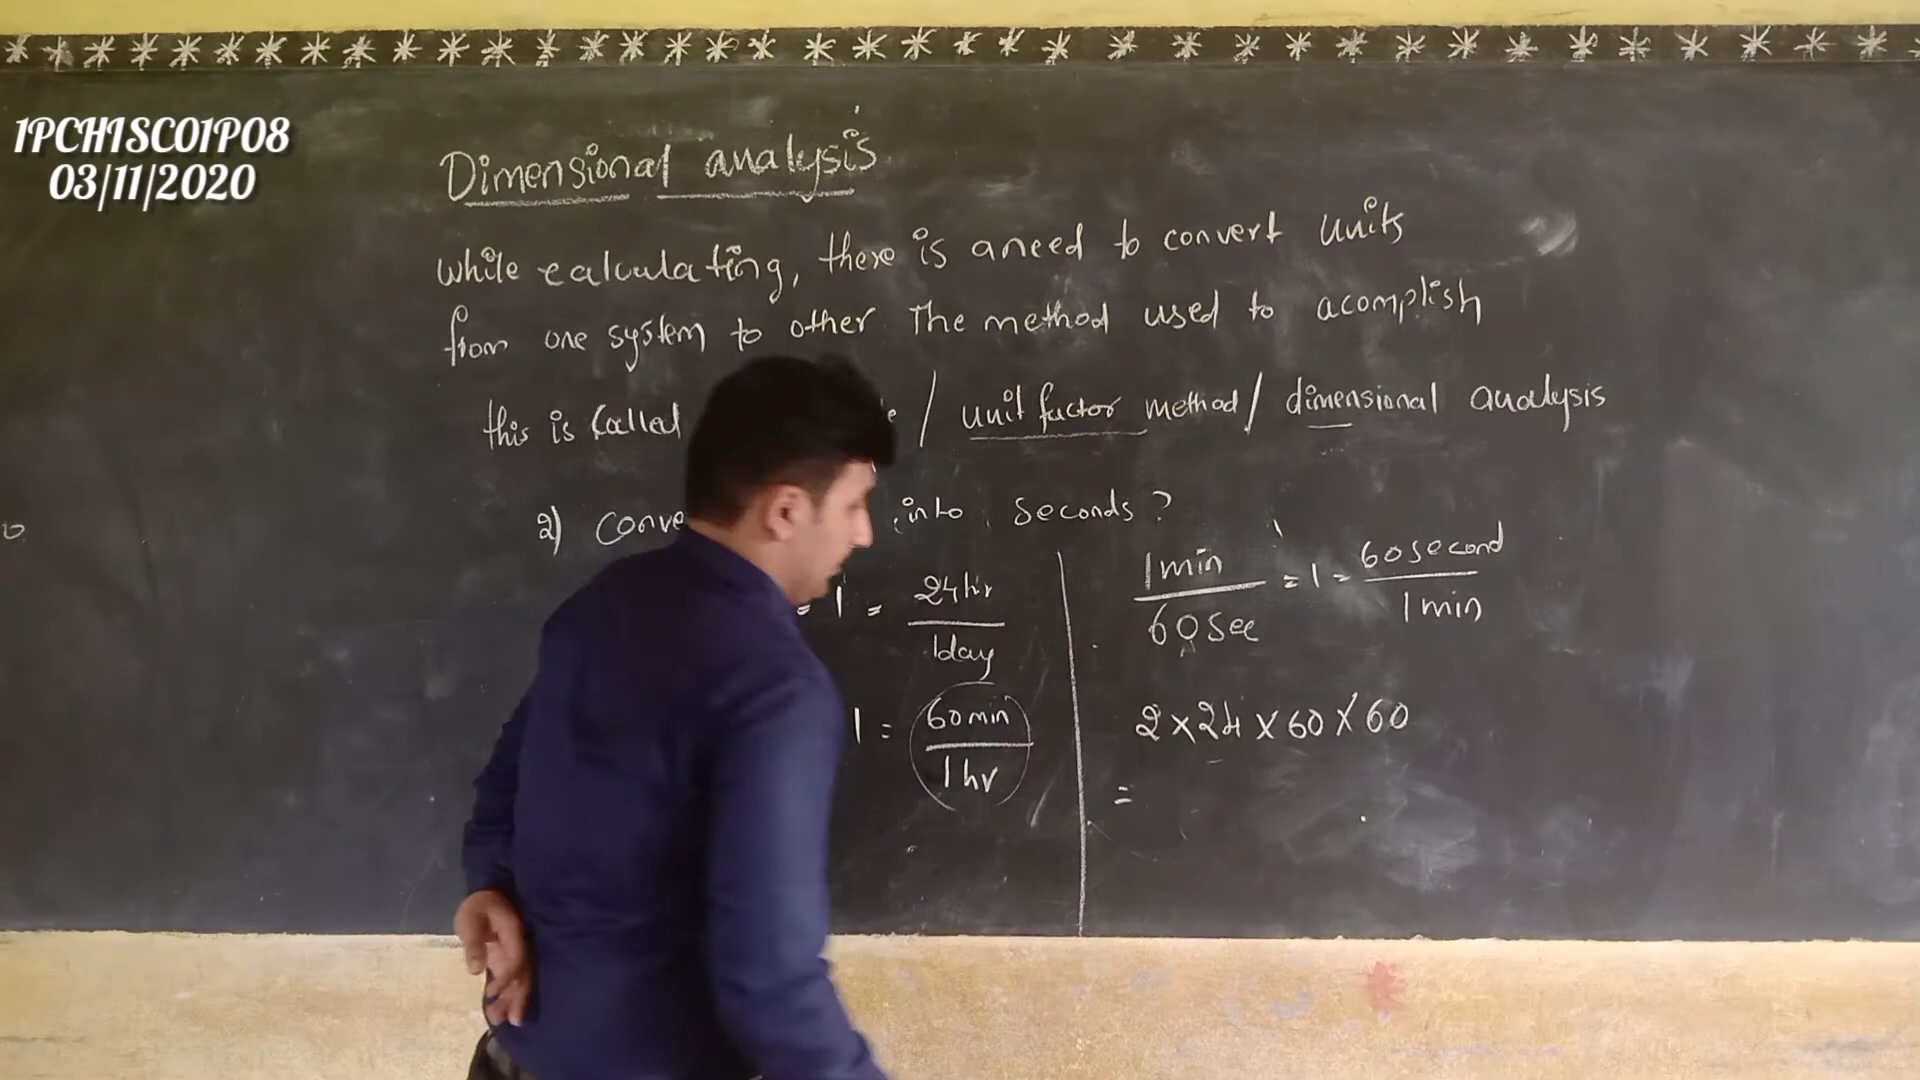 1PCH1SC01P08
03/11/2020
Dimensional analysis
while calculating, there is a need to convert units
from one system to other. The method used to acomplish
this is called / unit factor method / dimensional analysis
2) Conve into seconds?
= 1 = 24hr / 1day
1 = 60min / 1hr
1min / 60sec = 1 = 60second / 1min
2 x 24 x 60 x 60
=